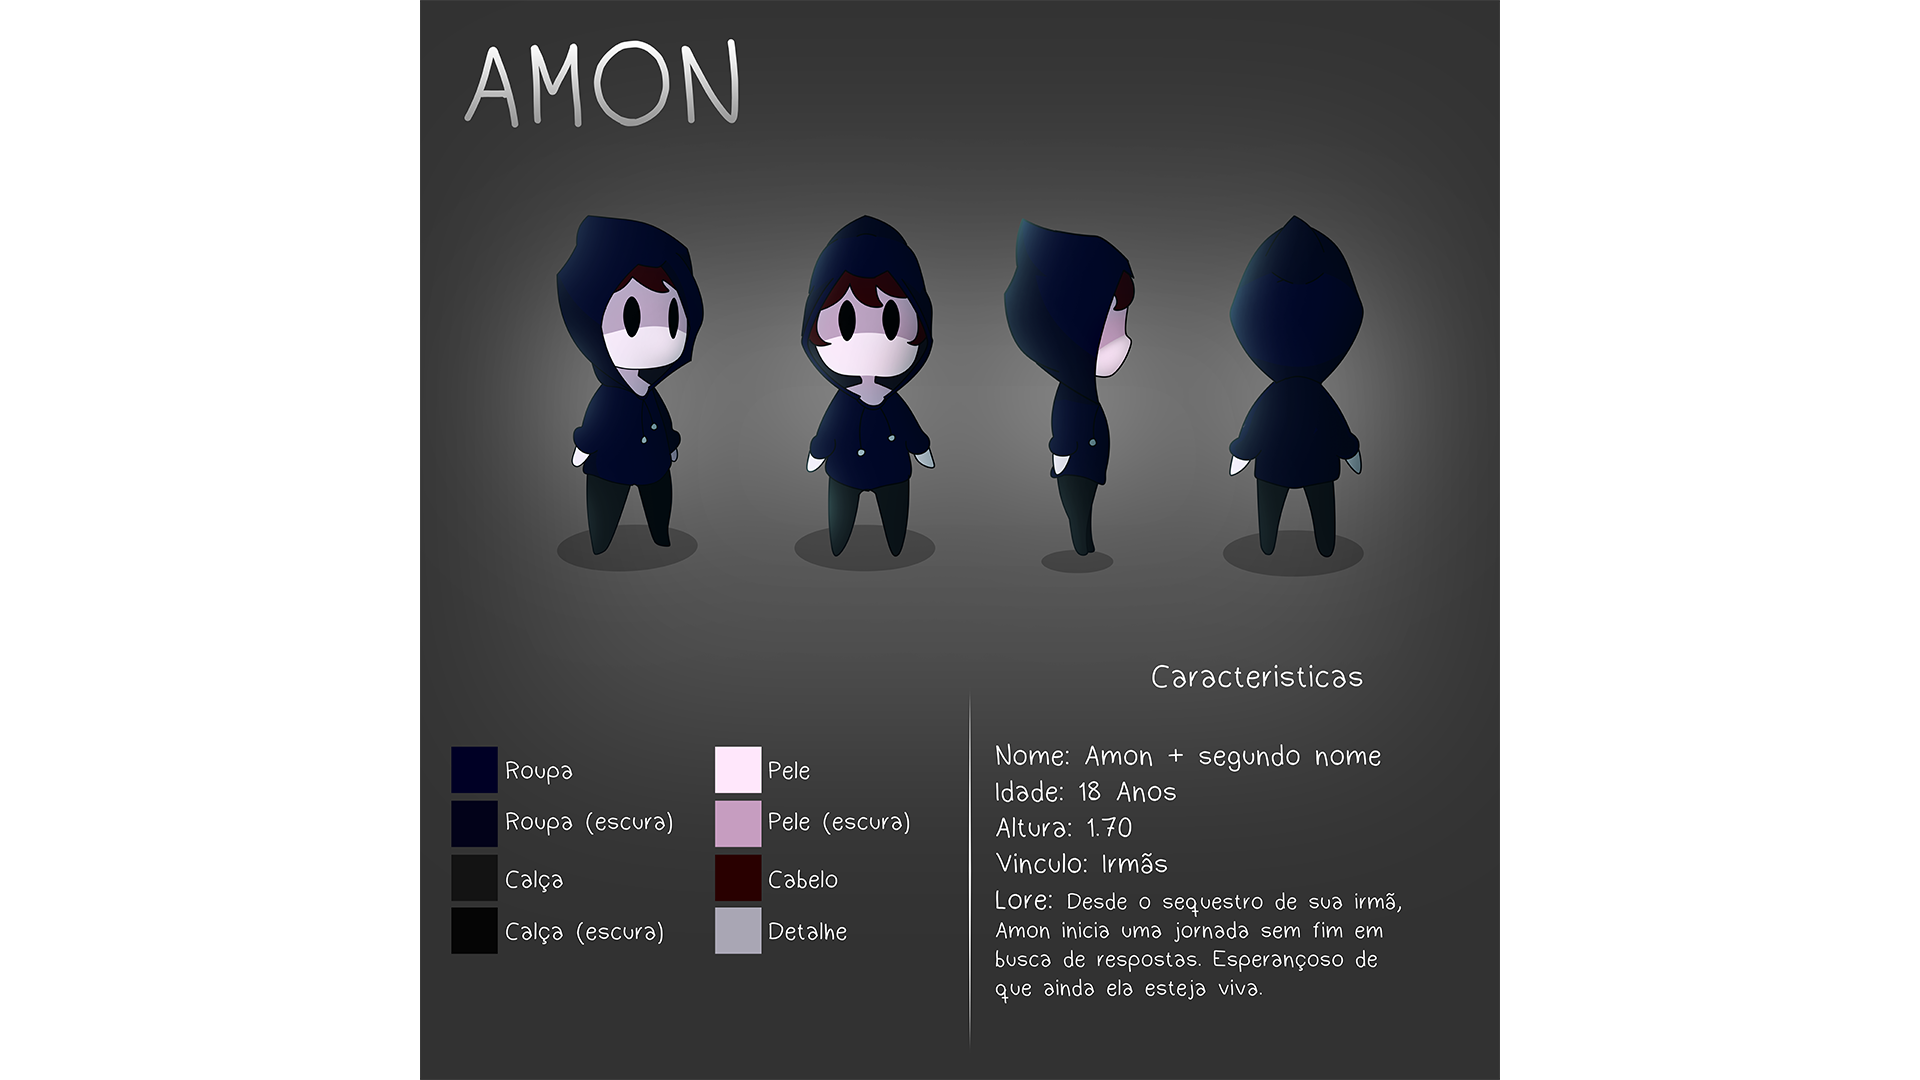 AMON
Roupa
Roupa (escura)
Calça
Calça (escura)
Pele
Pele (escura)
Cabelo
Detalhe
Caracteristicas
Nome: Amon + segundo nome
Idade: 18 Anos
Altura: 1.70
Vinculo: Irmãs
Lore: Desde o sequestro de sua irmã,
Amon inicia uma jornada sem fim em
busca de respostas. Esperançoso de
que ainda ela esteja viva.